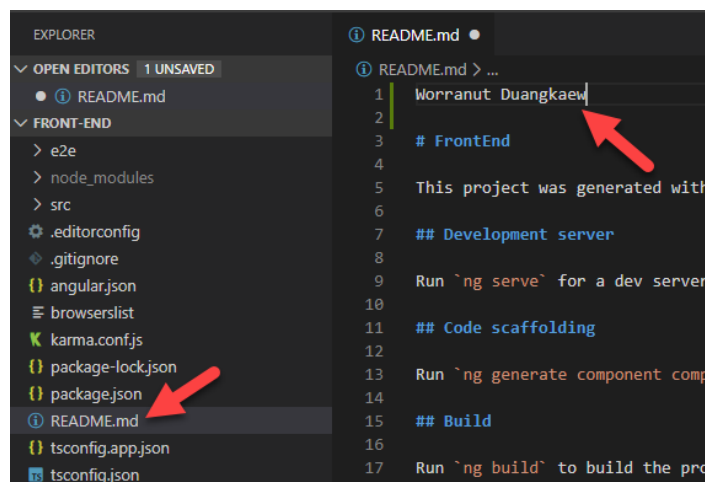 EXPLORER
OPEN EDITORS 1 UNSAVED
README.md
FRONT-END
e2e
node_modules
src
.editorconfig
.gitignore
angular.json
browserslist
karma.conf.js
package-lock.json
package.json
README.md
tsconfig.app.json
tsconfig.json
README.md
README.md > ...
1 Worranut Duangkaew
2
3 # FrontEnd
4
5 This project was generated with
6
7 ## Development server
8
9 Run `ng serve` for a dev server
10
11 ## Code scaffolding
12
13 Run `ng generate component comp
14
15 ## Build
16
17 Run `ng build` to build the pro